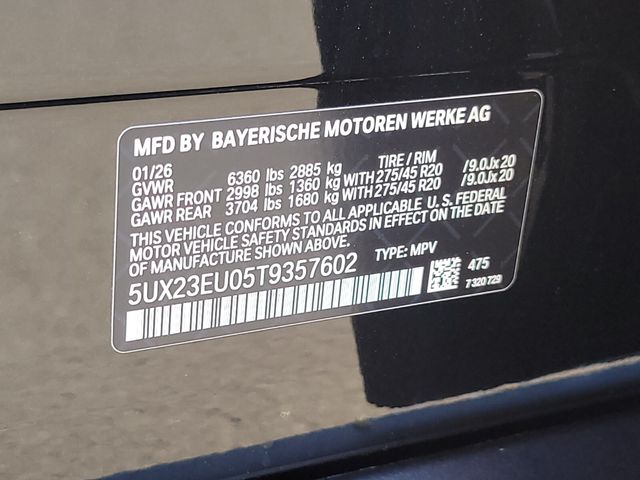 MFD BY BAYERISCHE MOTOREN WERKE AG
01/26 TIRE / RIM
GVWR 6360 lbs 2885 kg
GAWR FRONT 2998 lbs 1360 kg WITH 275/45 R20 /9.0Jx20
GAWR REAR 3704 lbs 1680 kg WITH 275/45 R20 /9.0Jx20
THIS VEHICLE CONFORMS TO ALL APPLICABLE U.S. FEDERAL
MOTOR VEHICLE SAFETY STANDARDS IN EFFECT ON THE DATE
OF MANUFACTURE SHOWN ABOVE.
TYPE: MPV
5UX23EU05T9357602
475
7 320 729